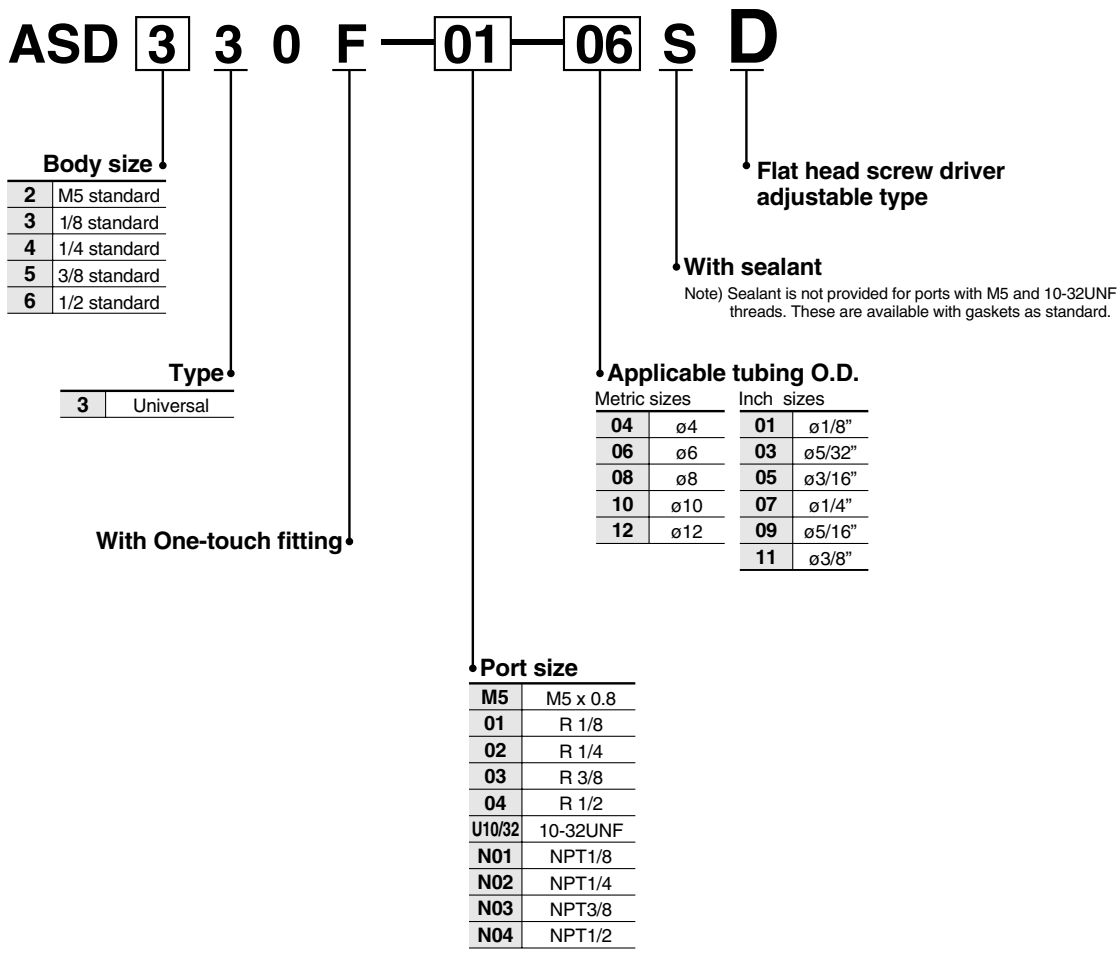 ASD 3 3 0 F — 01 — 06 S D
Body size
2 M5 standard
3 1/8 standard
4 1/4 standard
5 3/8 standard
6 1/2 standard
Flat head screw driver
adjustable type
With sealant
Note) Sealant is not provided for ports with M5 and 10-32UNF
threads. These are available with gaskets as standard.
Type
3 Universal
Applicable tubing O.D.
Metric sizes
04 ø4
06 ø6
08 ø8
10 ø10
12 ø12
Inch sizes
01 ø1/8”
03 ø5/32”
05 ø3/16”
07 ø1/4”
09 ø5/16”
11 ø3/8”
With One-touch fitting
Port size
M5 M5 x 0.8
01 R 1/8
02 R 1/4
03 R 3/8
04 R 1/2
U10/32 10-32UNF
N01 NPT1/8
N02 NPT1/4
N03 NPT3/8
N04 NPT1/2